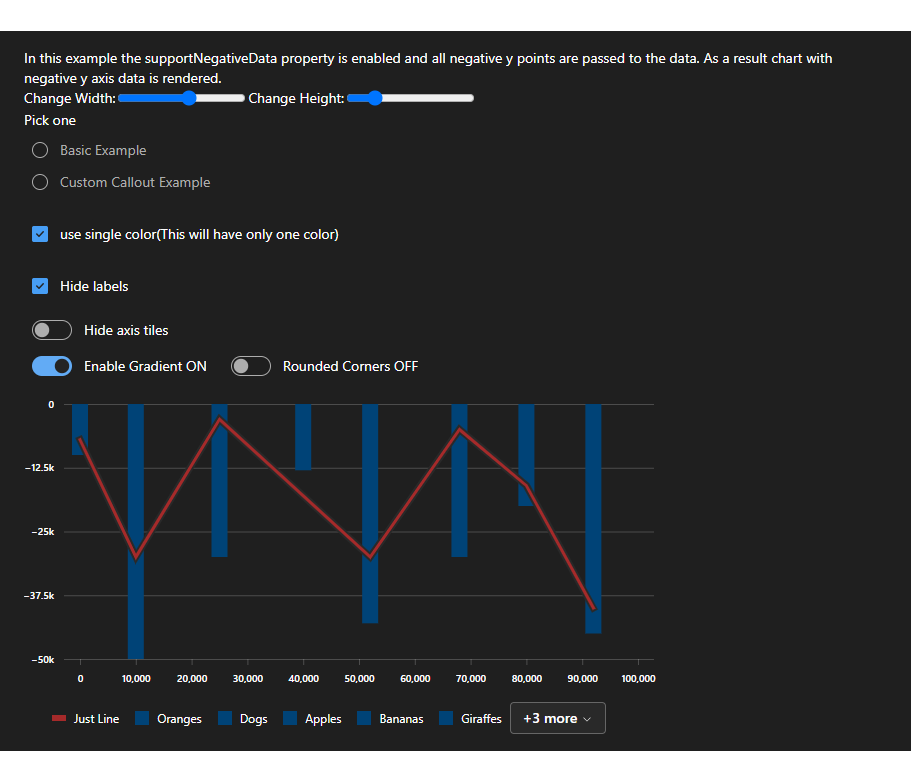 In this example the supportNegativeData property is enabled and all negative y points are passed to the data. As a result chart with
negative y axis data is rendered.
Change Width: Change Height:
Pick one
Basic Example
Custom Callout Example
use single color(This will have only one color)
Hide labels
Hide axis tiles
Enable Gradient ON Rounded Corners OFF
0
−12.5k
−25k
−37.5k
−50k
0 10,000 20,000 30,000 40,000 50,000 60,000 70,000 80,000 90,000 100,000
Just Line Oranges Dogs Apples Bananas Giraffes +3 more